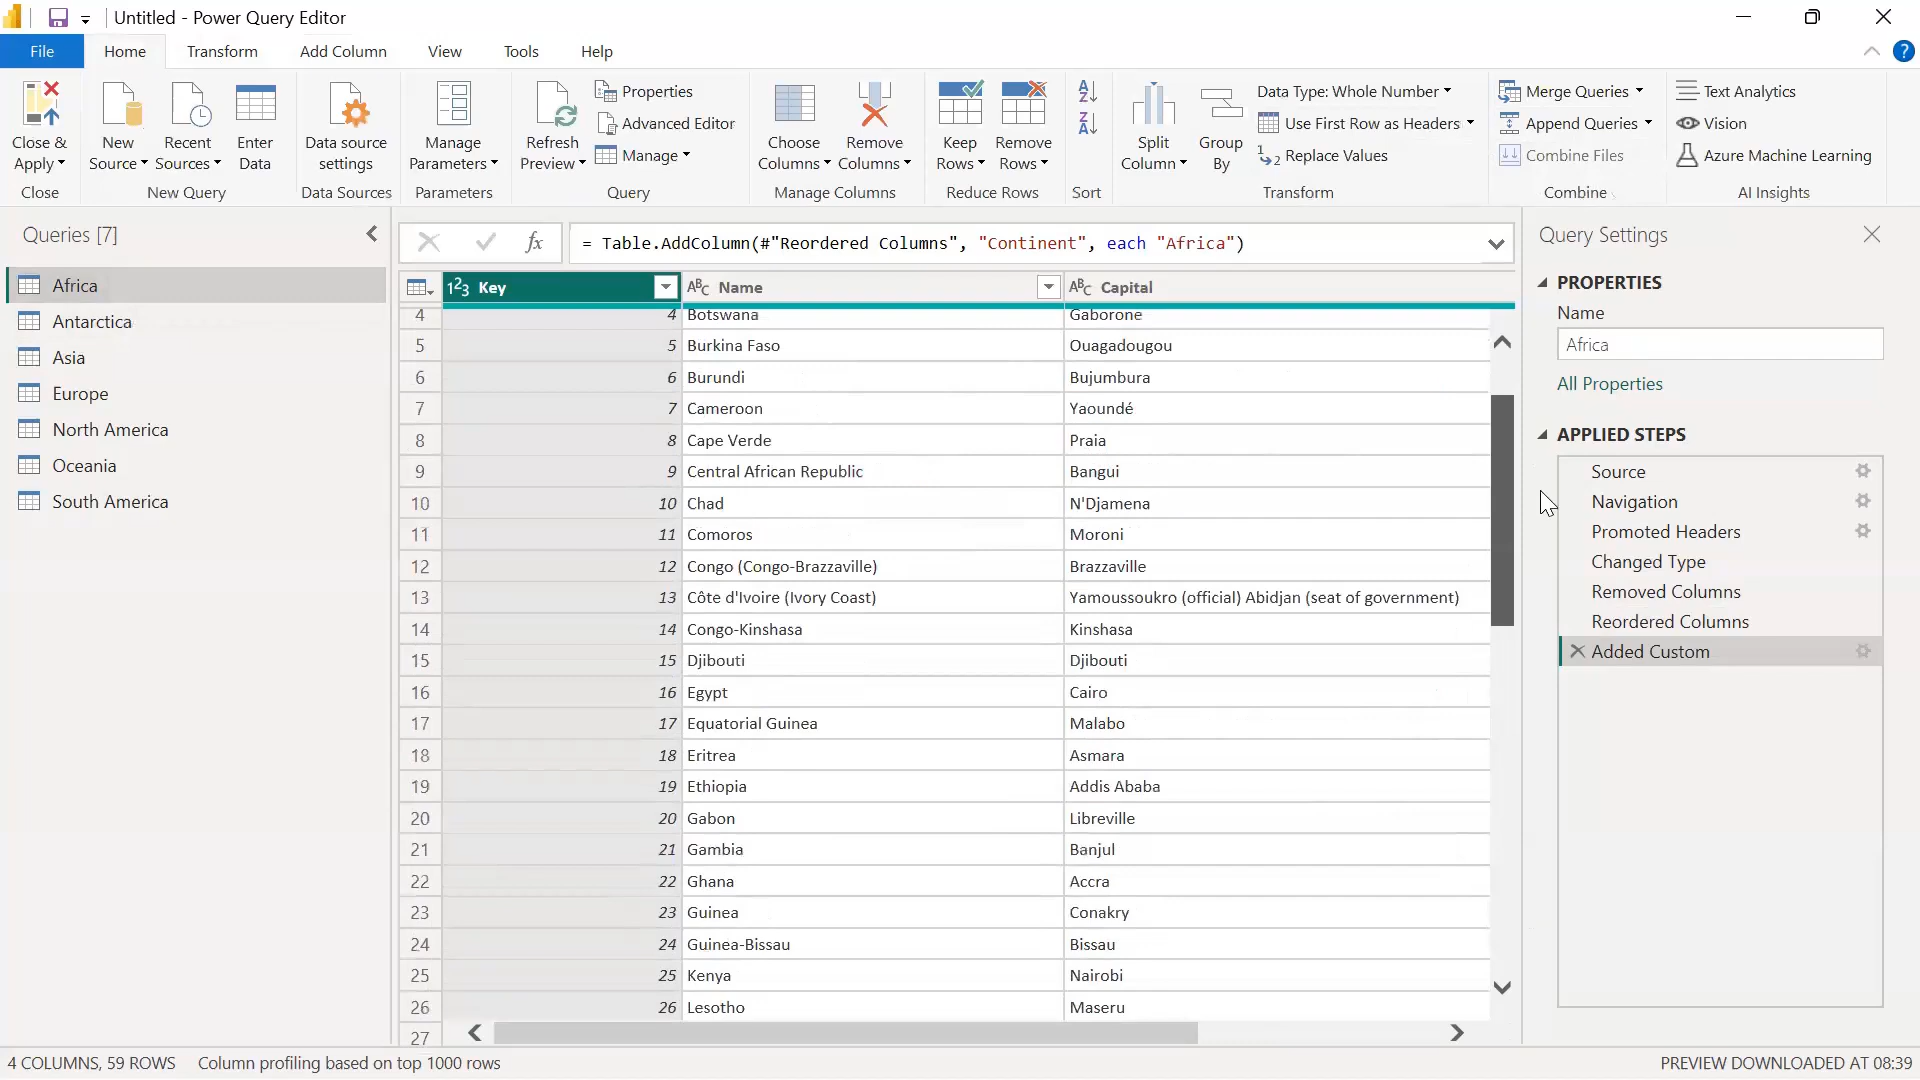 Untitled - Power Query Editor
File Home Transform Add Column View Tools Help
Close & Apply
Close
New Source
Recent Sources
Enter Data
New Query
Data source settings
Data Sources
Manage Parameters
Parameters
Refresh Preview
Properties
Advanced Editor
Manage
Query
Choose Columns
Remove Columns
Manage Columns
Keep Rows
Remove Rows
Reduce Rows
Sort
Split Column
Group By
Data Type: Whole Number
Use First Row as Headers
Replace Values
Transform
Merge Queries
Append Queries
Combine Files
Combine
Text Analytics
Vision
Azure Machine Learning
AI Insights
Queries [7]
Africa
Antarctica
Asia
Europe
North America
Oceania
South America
fx = Table.AddColumn(#"Reordered Columns", "Continent", each "Africa")
Key Name Capital
4 4 Botswana Gaborone
5 5 Burkina Faso Ouagadougou
6 6 Burundi Bujumbura
7 7 Cameroon Yaoundé
8 8 Cape Verde Praia
9 9 Central African Republic Bangui
10 10 Chad N'Djamena
11 11 Comoros Moroni
12 12 Congo (Congo-Brazzaville) Brazzaville
13 13 Côte d'Ivoire (Ivory Coast) Yamoussoukro (official) Abidjan (seat of government)
14 14 Congo-Kinshasa Kinshasa
15 15 Djibouti Djibouti
16 16 Egypt Cairo
17 17 Equatorial Guinea Malabo
18 18 Eritrea Asmara
19 19 Ethiopia Addis Ababa
20 20 Gabon Libreville
21 21 Gambia Banjul
22 22 Ghana Accra
23 23 Guinea Conakry
24 24 Guinea-Bissau Bissau
25 25 Kenya Nairobi
26 26 Lesotho Maseru
27
Query Settings
PROPERTIES
Name
Africa
All Properties
APPLIED STEPS
Source
Navigation
Promoted Headers
Changed Type
Removed Columns
Reordered Columns
Added Custom
4 COLUMNS, 59 ROWS Column profiling based on top 1000 rows
PREVIEW DOWNLOADED AT 08:39